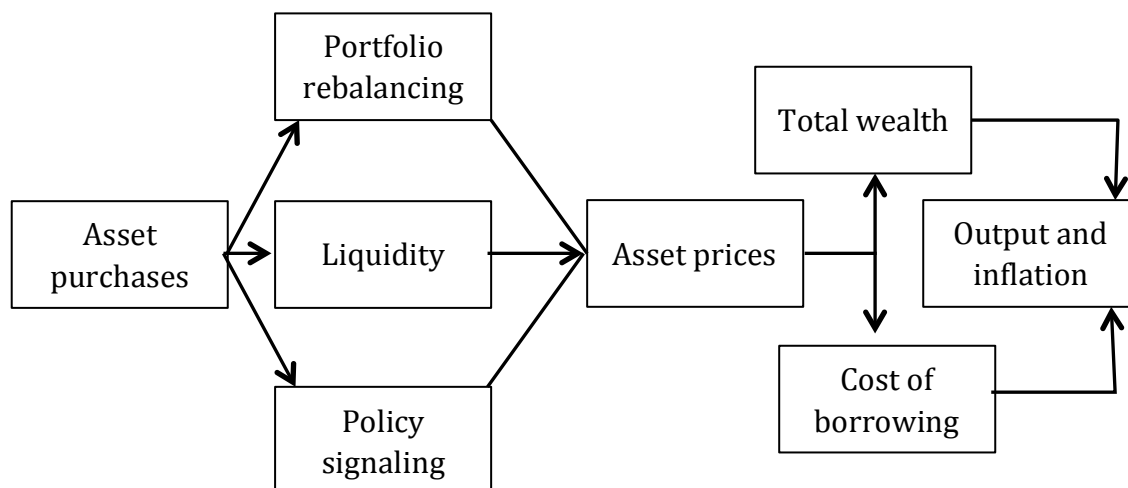 Portfolio
rebalancing
Total wealth
Asset
purchases
Liquidity
Asset prices
Output and
inflation
Policy
signaling
Cost of
borrowing